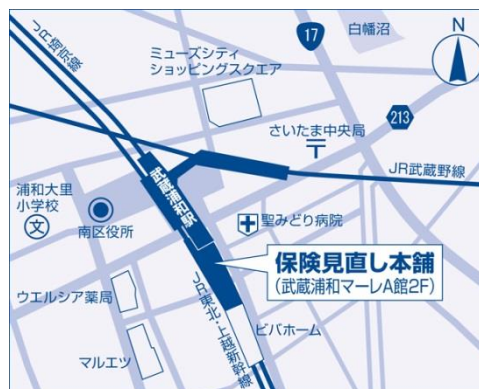 17
白幡沼
N
JR埼京線
ミューズシティ
ショッピングスクエア
213
さいたま中央局
〒
JR武蔵野線
武蔵浦和駅
浦和大里
小学校
文
南区役所
聖みどり病院
保険見直し本舗
(武蔵浦和マーレA館2F)
ウエルシア薬局
JR東北・上越新幹線
ビバホーム
マルエツ